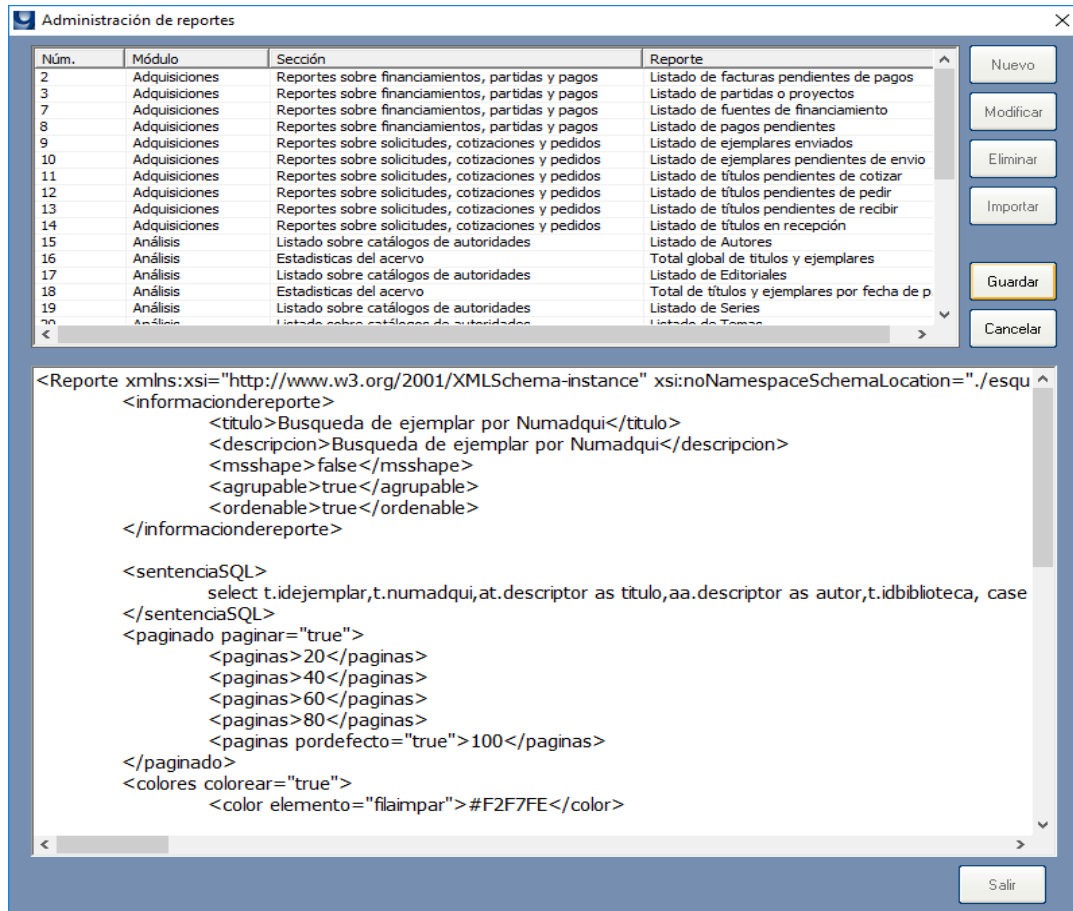 Administración de reportes
Núm. Módulo Sección Reporte
2 Adquisiciones Reportes sobre financiamientos, partidas y pagos Listado de facturas pendientes de pagos
3 Adquisiciones Reportes sobre financiamientos, partidas y pagos Listado de partidas o proyectos
7 Adquisiciones Reportes sobre financiamientos, partidas y pagos Listado de fuentes de financiamiento
8 Adquisiciones Reportes sobre financiamientos, partidas y pagos Listado de pagos pendientes
9 Adquisiciones Reportes sobre solicitudes, cotizaciones y pedidos Listado de ejemplares enviados
10 Adquisiciones Reportes sobre solicitudes, cotizaciones y pedidos Listado de ejemplares pendientes de envio
11 Adquisiciones Reportes sobre solicitudes, cotizaciones y pedidos Listado de títulos pendientes de cotizar
12 Adquisiciones Reportes sobre solicitudes, cotizaciones y pedidos Listado de títulos pendientes de pedir
13 Adquisiciones Reportes sobre solicitudes, cotizaciones y pedidos Listado de títulos pendientes de recibir
14 Adquisiciones Reportes sobre solicitudes, cotizaciones y pedidos Listado de títulos en recepción
15 Análisis Listado sobre catálogos de autoridades Listado de Autores
16 Análisis Estadisticas del acervo Total global de titulos y ejemplares
17 Análisis Listado sobre catálogos de autoridades Listado de Editoriales
18 Análisis Estadisticas del acervo Total de títulos y ejemplares por fecha de p
19 Análisis Listado sobre catálogos de autoridades Listado de Series
20 Análisis Listado sobre catálogos de autoridades Listado de Temas
Nuevo
Modificar
Eliminar
Importar
Guardar
Cancelar
<Reporte xmlns:xsi="http://www.w3.org/2001/XMLSchema-instance" xsi:noNamespaceSchemaLocation="./esqu
<informaciondereporte>
<titulo>Busqueda de ejemplar por Numadqui</titulo>
<descripcion>Busqueda de ejemplar por Numadqui</descripcion>
<msshape>false</msshape>
<agrupable>true</agrupable>
<ordenable>true</ordenable>
</informaciondereporte>
<sentenciaSQL>
select t.idejemplar,t.numadqui,at.descriptor as titulo,aa.descriptor as autor,t.idbiblioteca, case
</sentenciaSQL>
<paginado paginar="true">
<paginas>20</paginas>
<paginas>40</paginas>
<paginas>60</paginas>
<paginas>80</paginas>
<paginas pordefecto="true">100</paginas>
</paginado>
<colores colorear="true">
<color elemento="filaimpar">#F2F7FE</color>
Salir